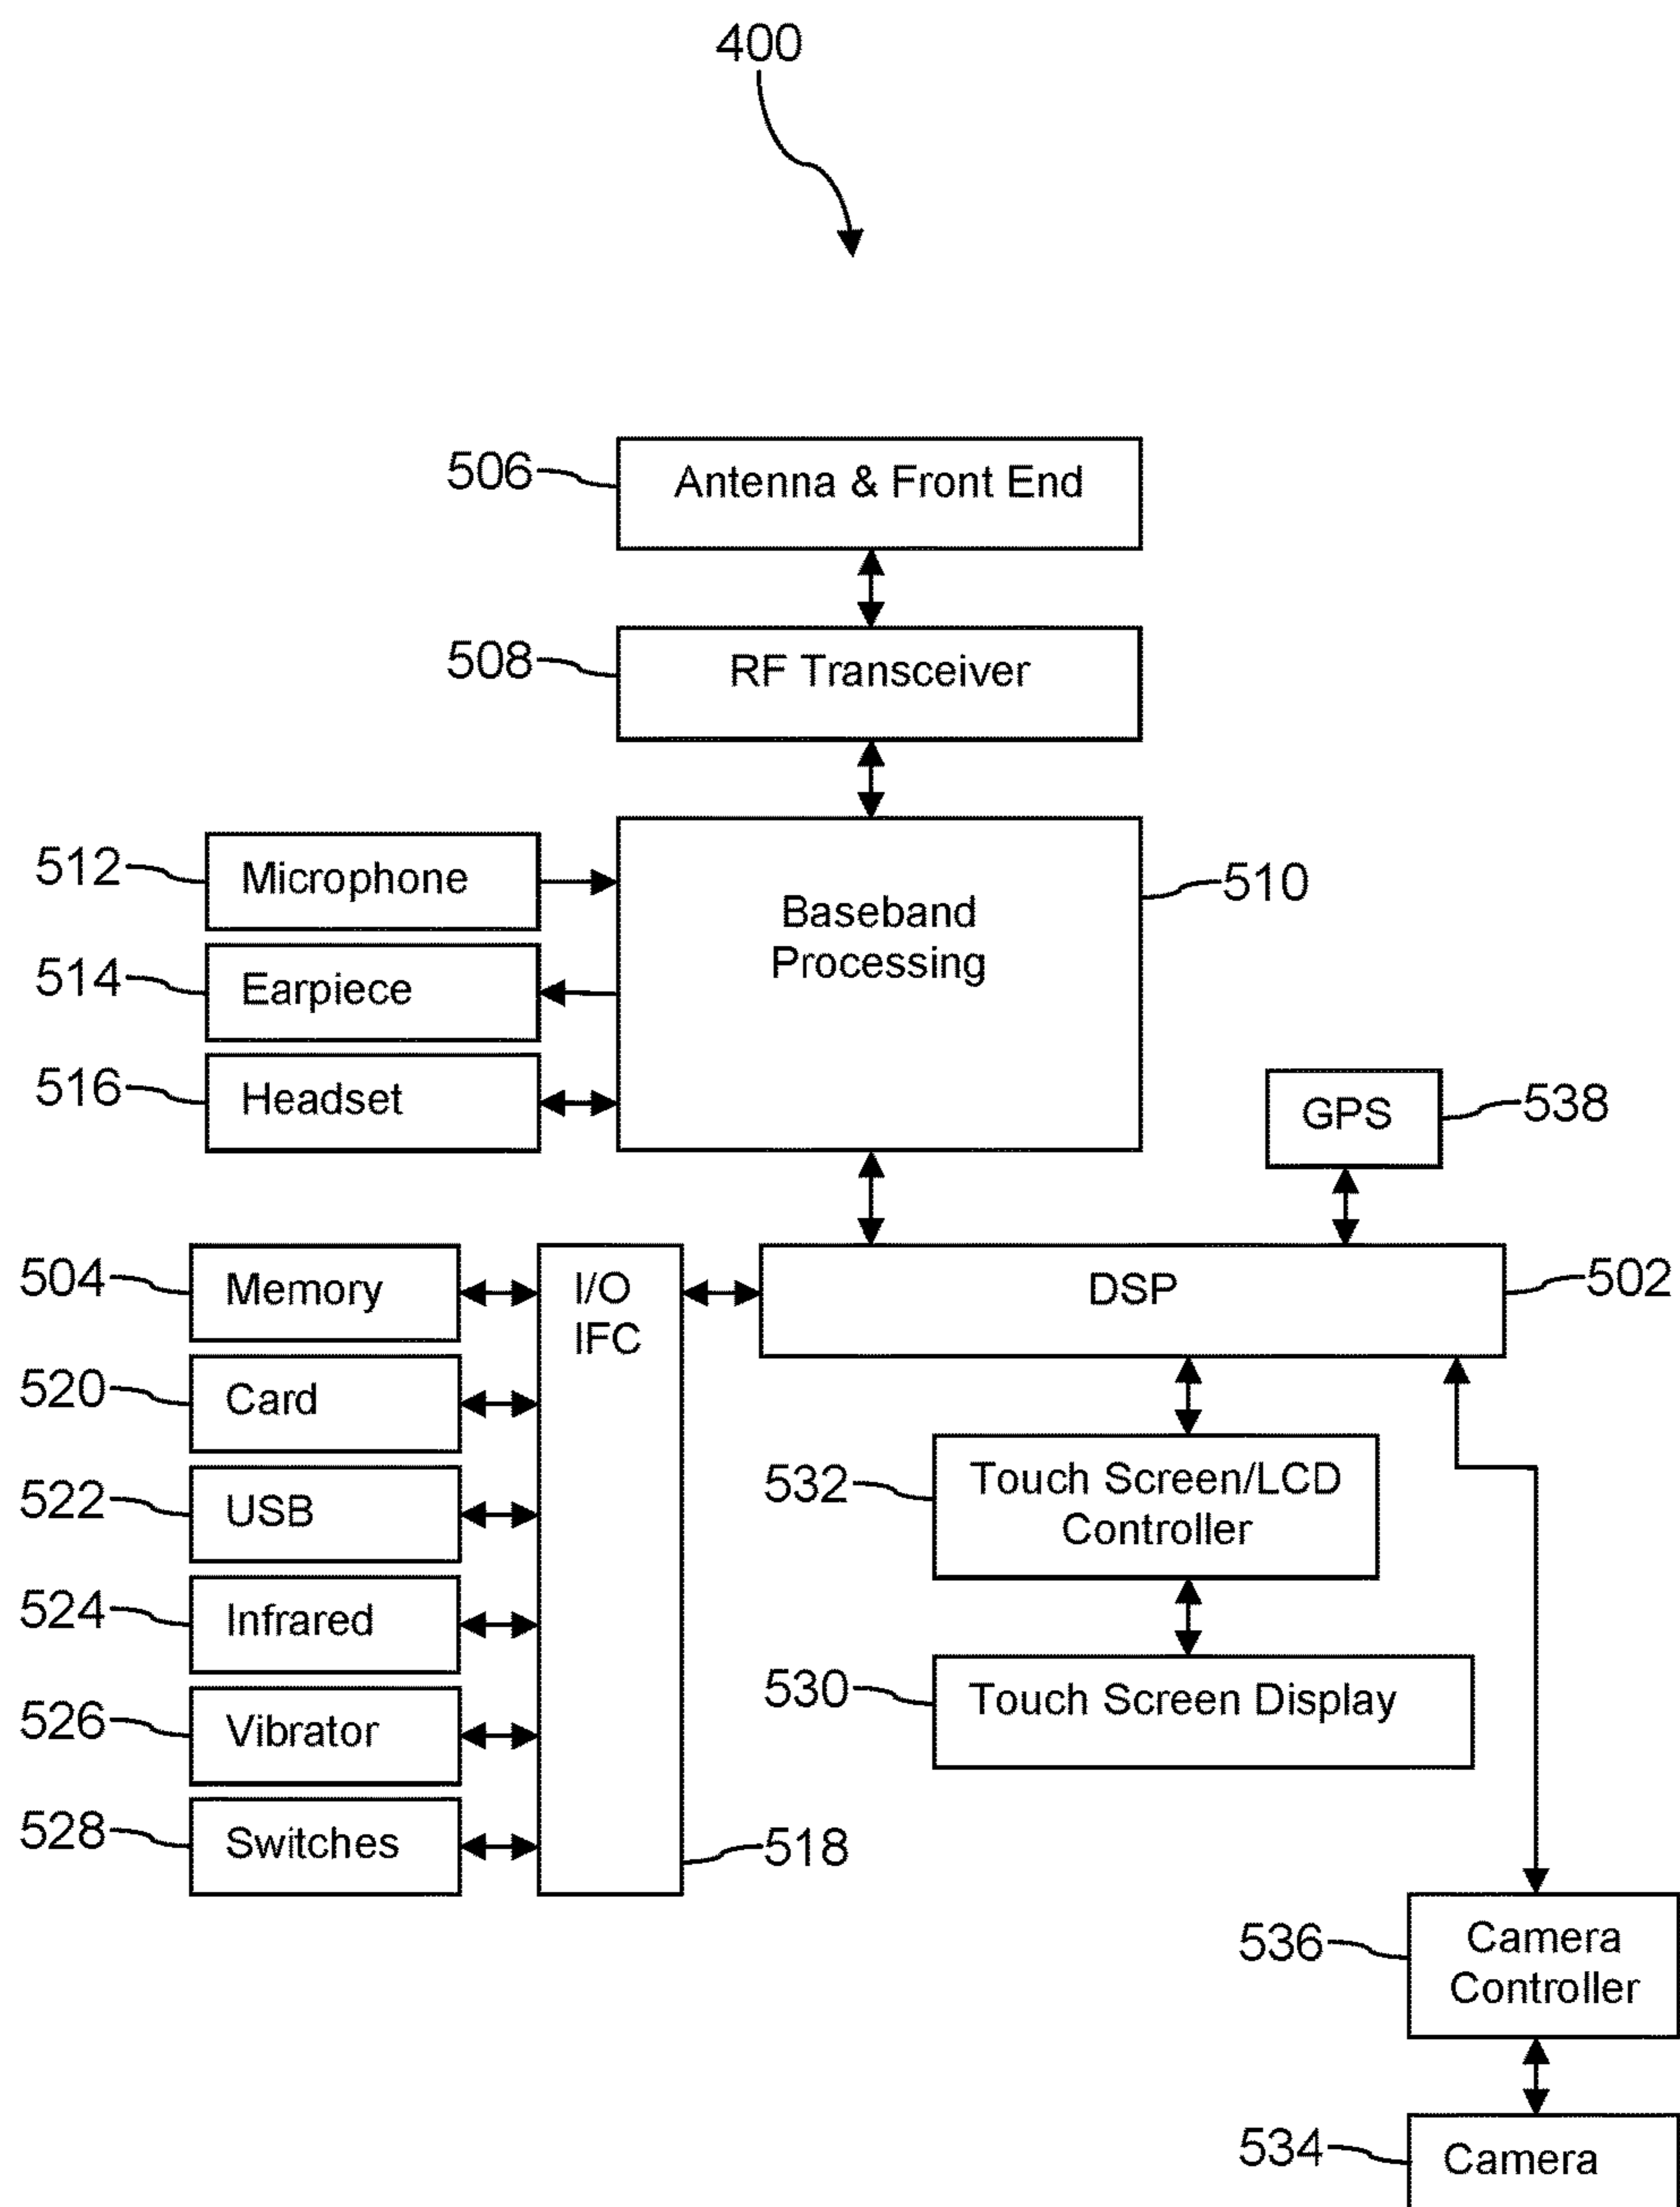 400
506
Antenna & Front End
508
RF Transceiver
512
Microphone
Baseband
Processing
510
514
Earpiece
516
Headset
GPS
538
504
Memory
I/O
IFC
DSP
502
520
Card
522
USB
532
Touch Screen/LCD
Controller
524
Infrared
530
Touch Screen Display
526
Vibrator
528
Switches
518
536
Camera
Controller
534
Camera